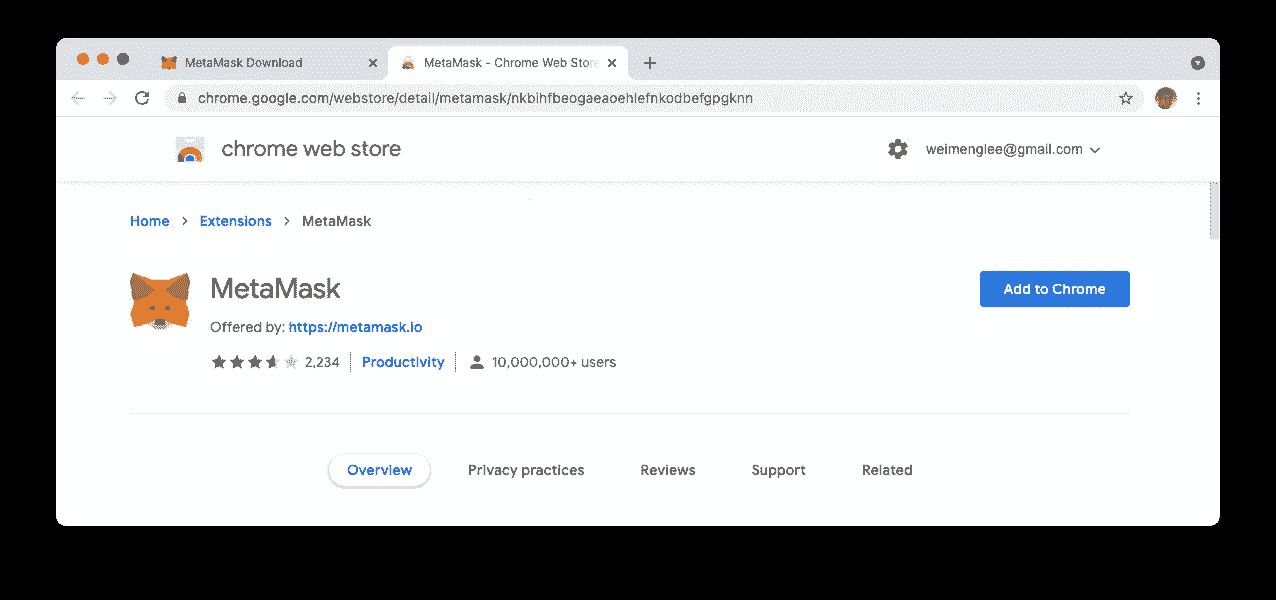 MetaMask Download
MetaMask - Chrome Web Store
chrome.google.com/webstore/detail/metamask/nkbihfbeogaeaoehlefnkodbefgpgknn
chrome web store
weimenglee@gmail.com
Home > Extensions > MetaMask
MetaMask
Add to Chrome
Offered by: https://metamask.io
2,234 Productivity 10,000,000+ users
Overview Privacy practices Reviews Support Related